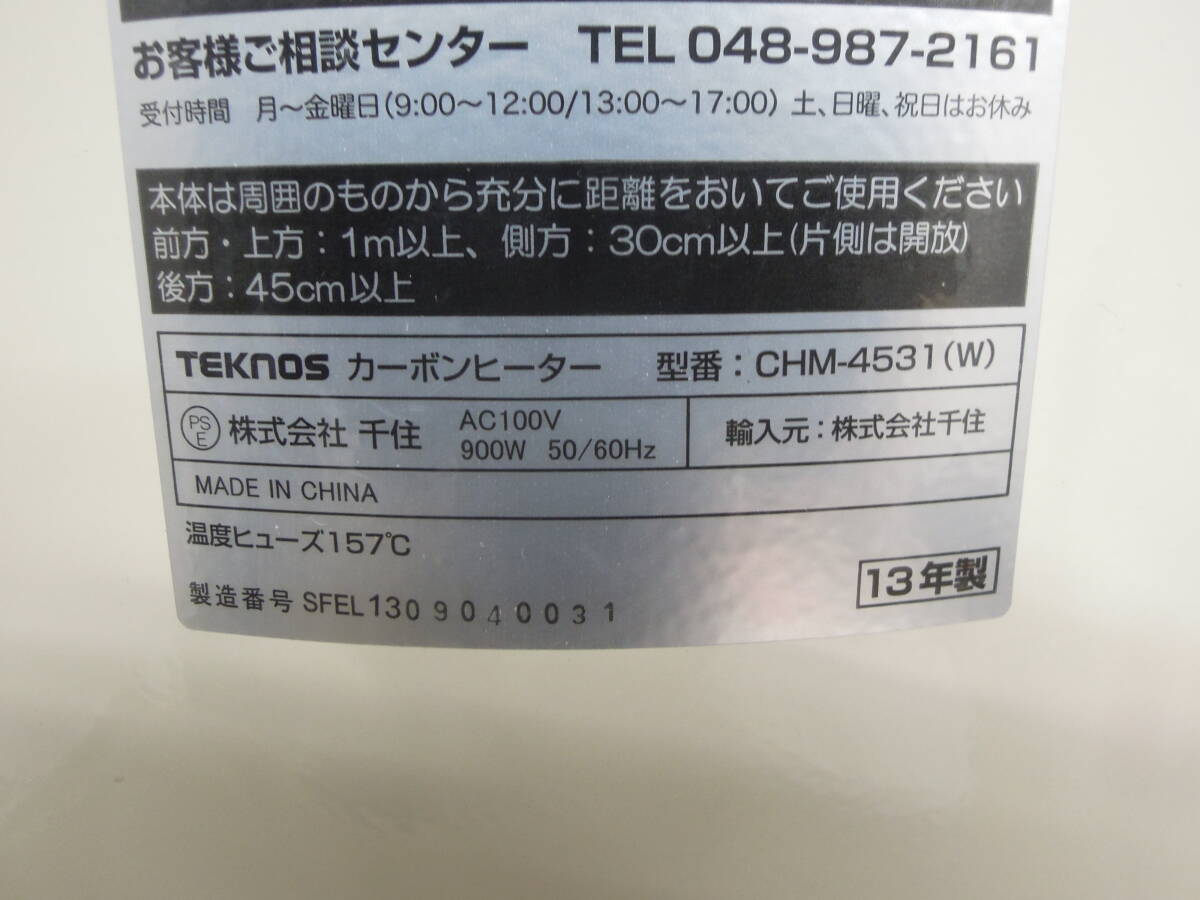 お客様ご相談センター TEL 048-987-2161
受付時間 月～金曜日(9:00～12:00/13:00～17:00) 土、日曜、祝日はお休み
本体は周囲のものから充分に距離をおいてご使用ください
前方・上方：1m以上、側方：30cm以上(片側は開放)
後方：45cm以上
TEKNOS カーボンヒーター 型番：CHM-4531(W)
PSE 株式会社 千住 AC100V 900W 50/60Hz 輸入元：株式会社千住
MADE IN CHINA
温度ヒューズ157℃
製造番号 SFEL1309040031
13年製